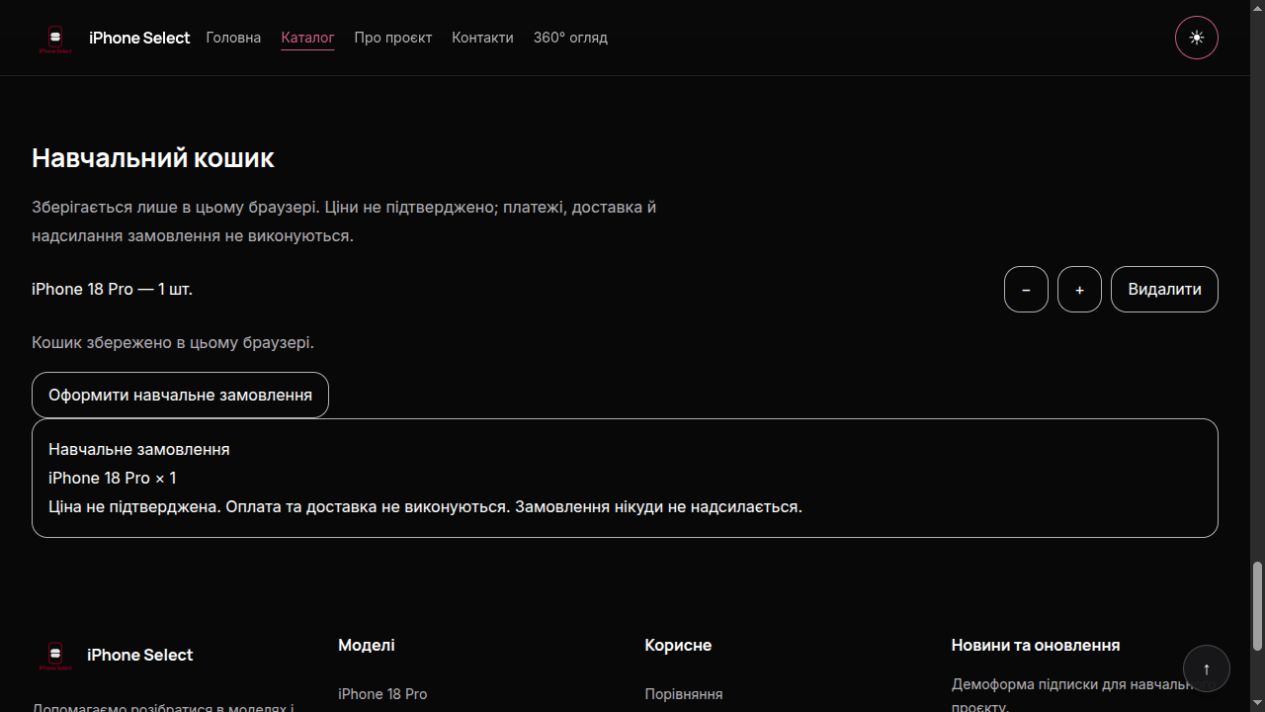 iPhone Select
Головна
Каталог
Про проєкт
Контакти
360° огляд
Навчальний кошик
Зберігається лише в цьому браузері. Ціни не підтверджено; платежі, доставка й
надсилання замовлення не виконуються.
iPhone 18 Pro — 1 шт.
−
+
Видалити
Кошик збережено в цьому браузері.
Оформити навчальне замовлення
Навчальне замовлення
iPhone 18 Pro × 1
Ціна не підтверджена. Оплата та доставка не виконуються. Замовлення нікуди не надсилається.
iPhone Select
Допомагаємо розібратися в моделях і
Моделі
iPhone 18 Pro
Корисне
Порівняння
Новини та оновлення
Демоформа підписки для навчального
проєкту.
↑